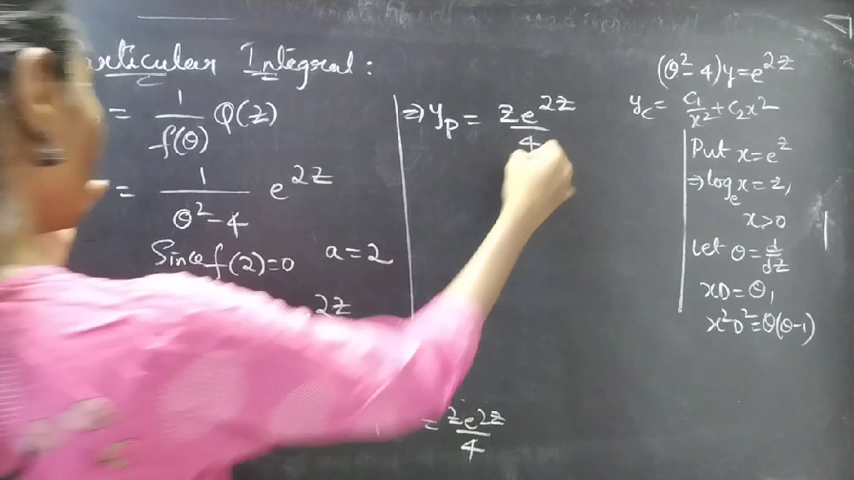 Particular Integral:
= 1/f(θ) Q(z)
= 1/θ²-4 e^2z
Since f(2)=0 a=2
2z
= ze^2z/4
⇒ y_p = ze^2z/4
(θ²-4)y=e^2z
y_c = C₁/x² + C₂x²
Put x=e^z
⇒ log_e x = z,
x>0
let θ = d/dz
xD = θ,
x²D² = θ(θ-1)